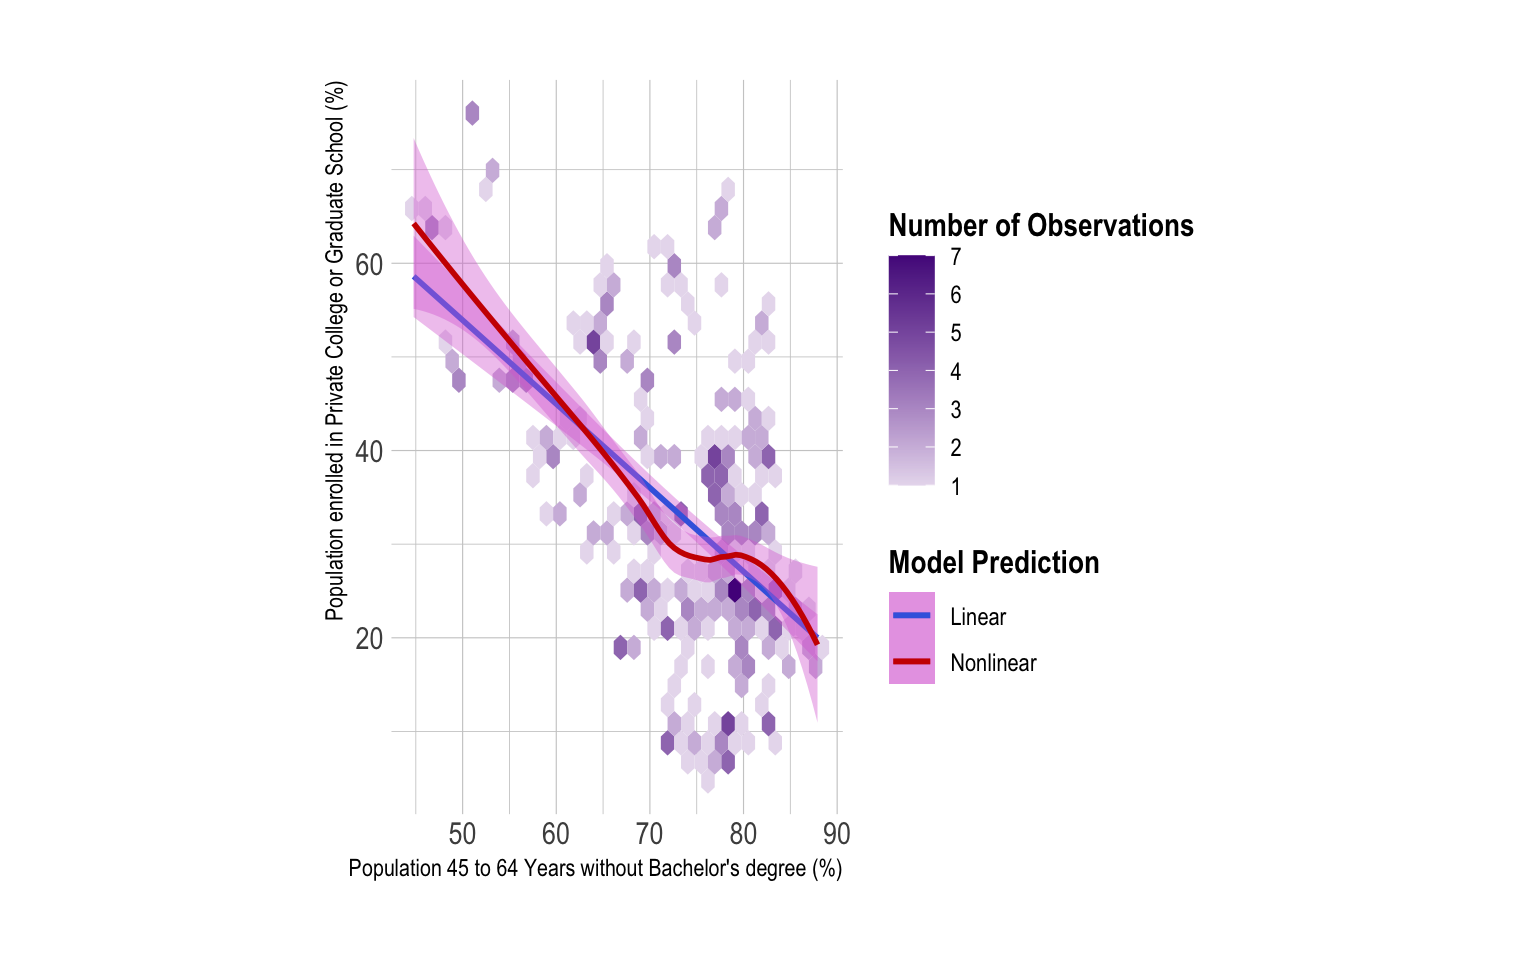 Population enrolled in Private College or Graduate School (%)
60
40
20
50 60 70 80 90
Population 45 to 64 Years without Bachelor's degree (%)
Number of Observations
7
6
5
4
3
2
1
Model Prediction
Linear
Nonlinear